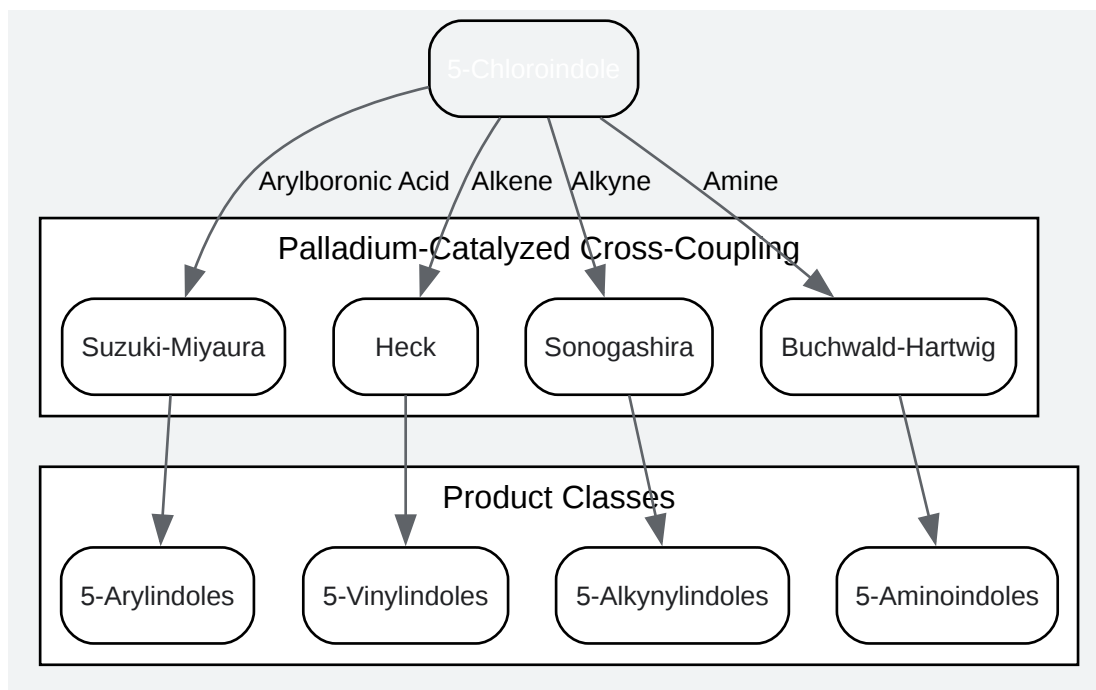 5-Chloroindole
Arylboronic Acid
Alkene
Alkyne
Amine
Palladium-Catalyzed Cross-Coupling
Suzuki-Miyaura
Heck
Sonogashira
Buchwald-Hartwig
Product Classes
5-Arylindoles
5-Vinylindoles
5-Alkynylindoles
5-Aminoindoles